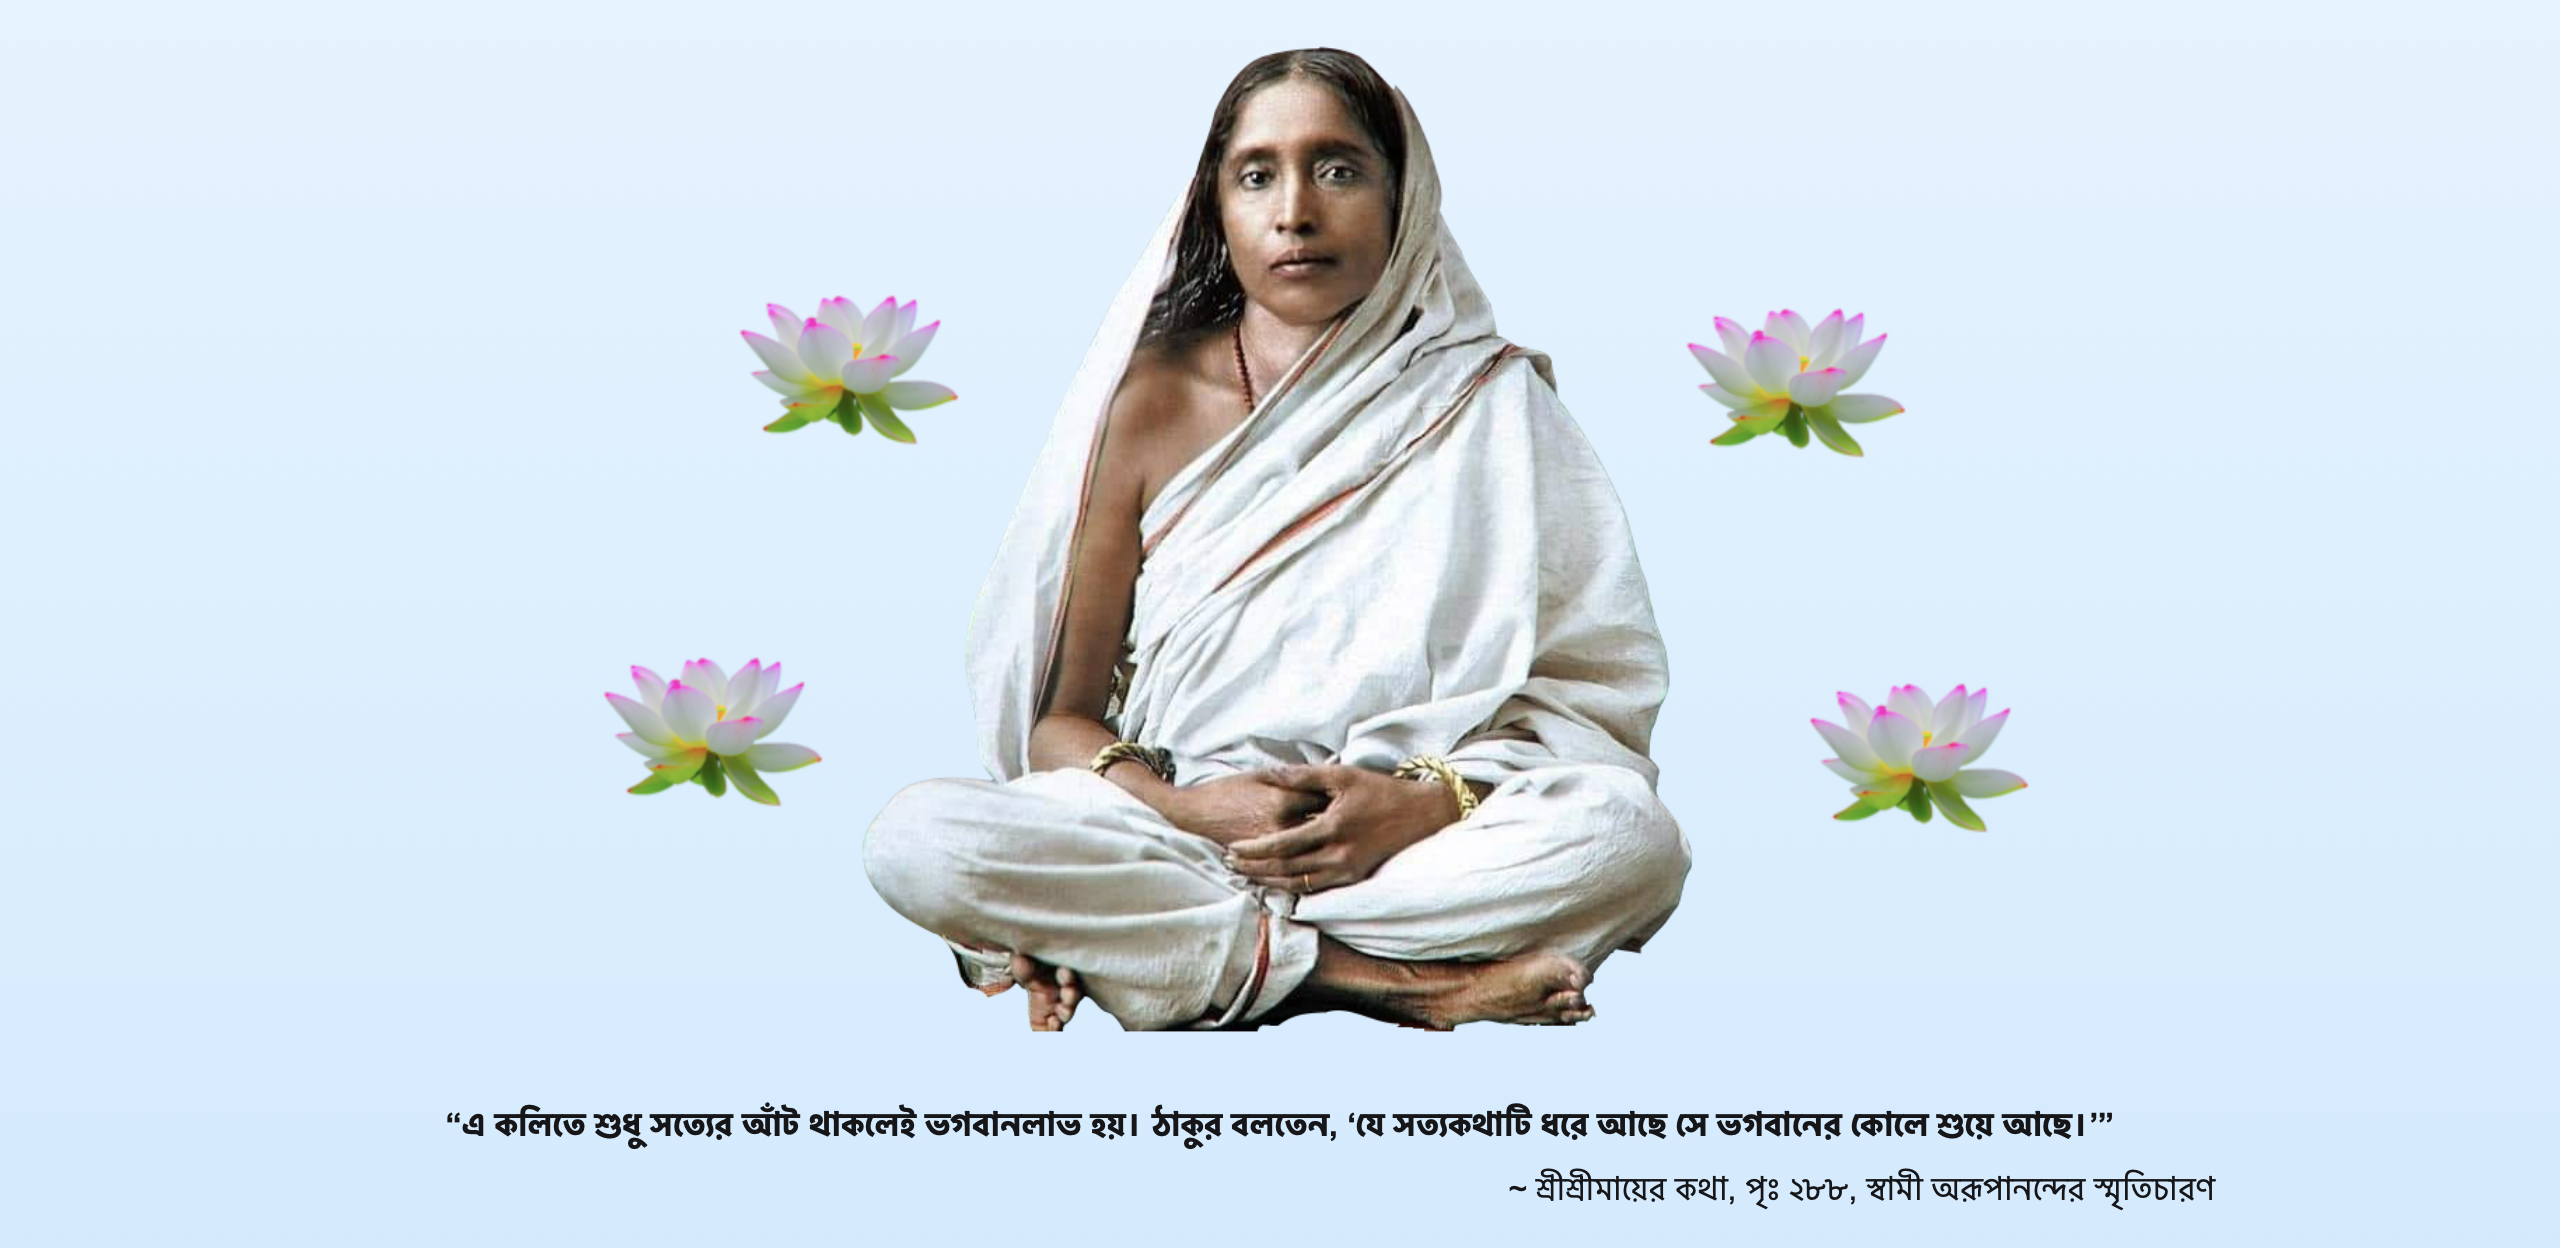 “এ কলিতে শুধু সত্যের আঁট থাকলেই ভগবানলাভ হয়। ঠাকুর বলতেন, ‘যে সত্যকথাটি ধরে আছে সে ভগবানের কোলে শুয়ে আছে।’”
~ শ্রীশ্রীমায়ের কথা, পৃঃ ২৮৮, স্বামী অরূপানন্দের স্মৃতিচারণ